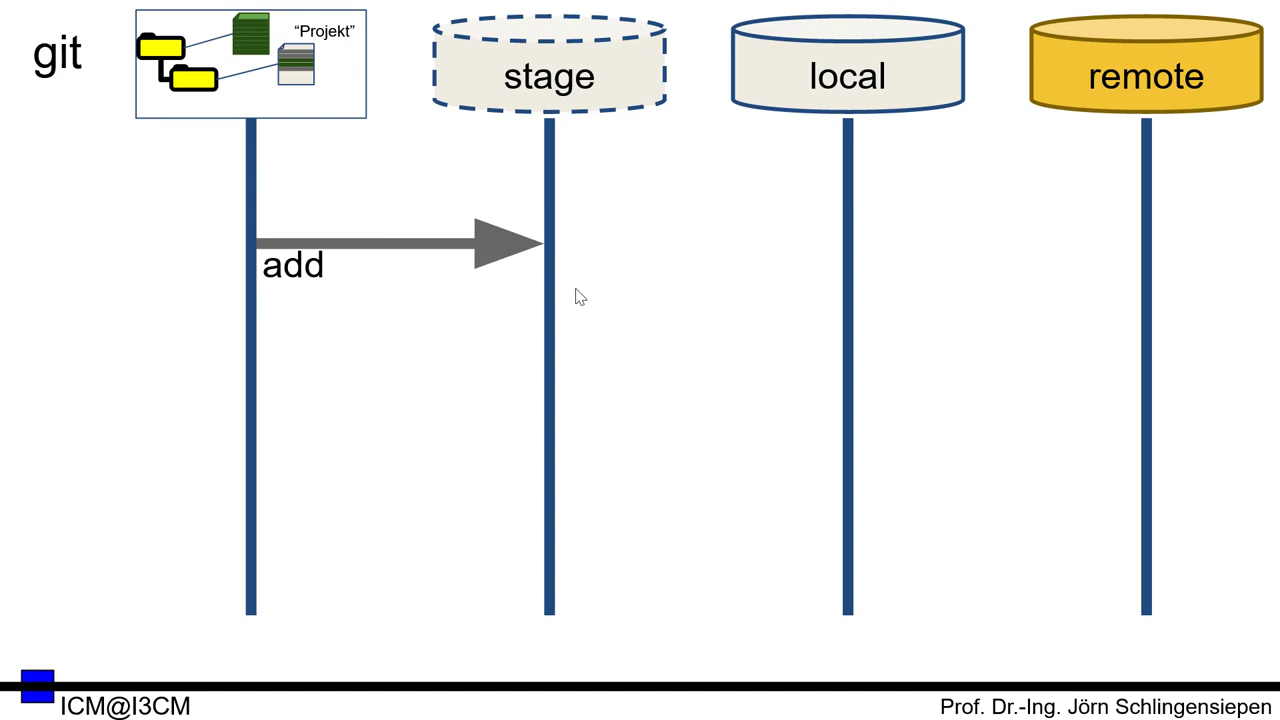 git
“Projekt”
stage
local
remote
add
ICM@I3CM
Prof. Dr.-Ing. Jörn Schlingensiepen